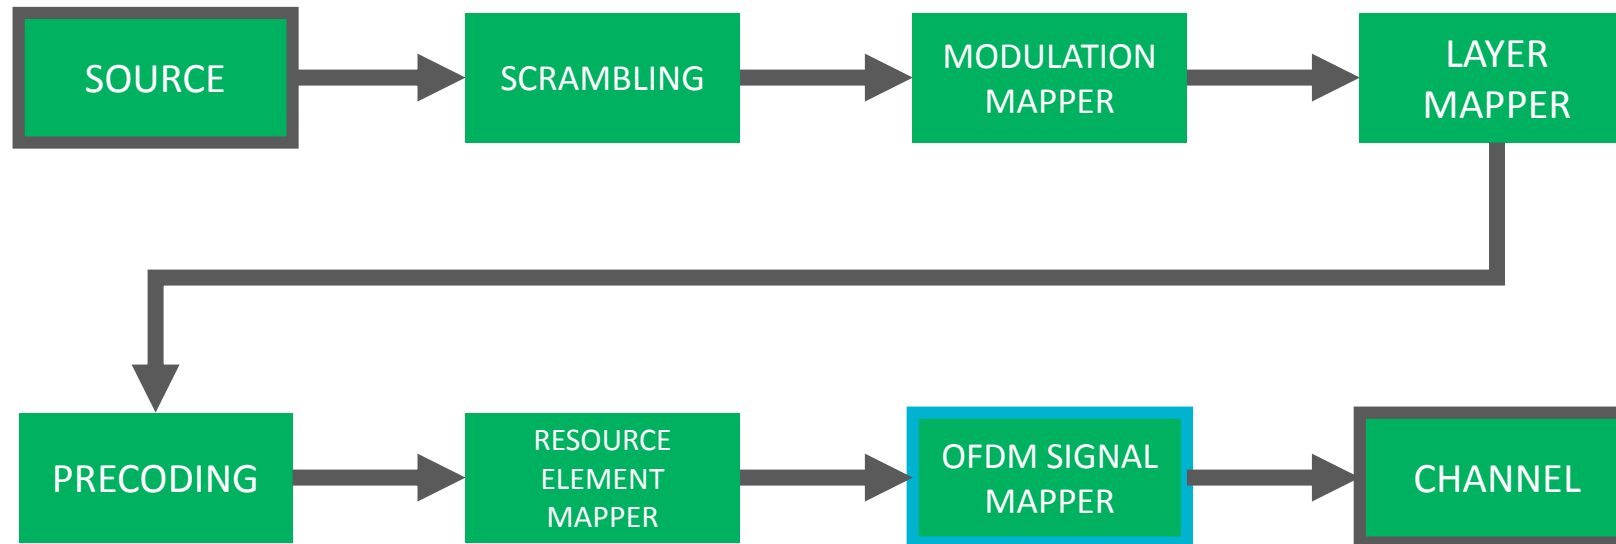 SOURCE
SCRAMBLING
MODULATION
MAPPER
LAYER
MAPPER
PRECODING
RESOURCE
ELEMENT
MAPPER
OFDM SIGNAL
MAPPER
CHANNEL